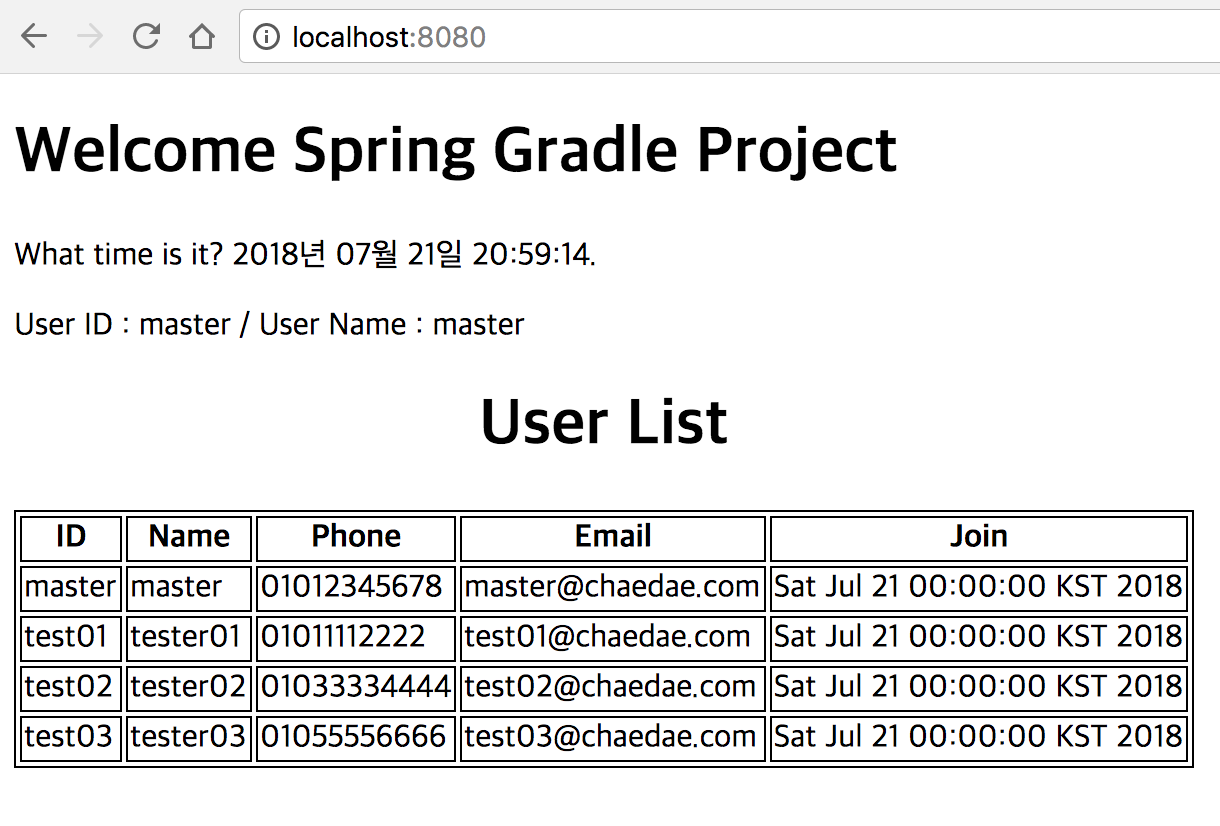 localhost:8080
Welcome Spring Gradle Project
What time is it? 2018년 07월 21일 20:59:14.
User ID : master / User Name : master
User List
ID Name Phone Email Join
master master 01012345678 master@chaedae.com Sat Jul 21 00:00:00 KST 2018
test01 tester01 01011112222 test01@chaedae.com Sat Jul 21 00:00:00 KST 2018
test02 tester02 01033334444 test02@chaedae.com Sat Jul 21 00:00:00 KST 2018
test03 tester03 01055556666 test03@chaedae.com Sat Jul 21 00:00:00 KST 2018